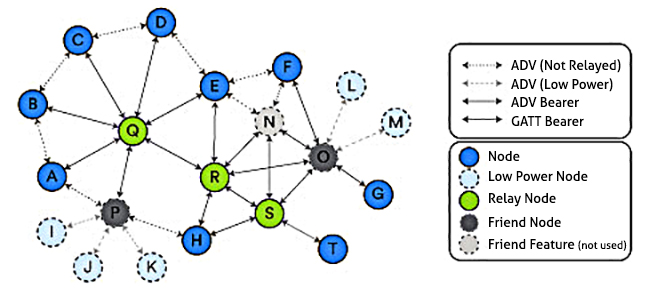 D
C
F
E
L
B
N
M
Q
O
A
R
G
P
S
I
H
T
J
K
ADV (Not Relayed)
ADV (Low Power)
ADV Bearer
GATT Bearer
Node
Low Power Node
Relay Node
Friend Node
Friend Feature (not used)